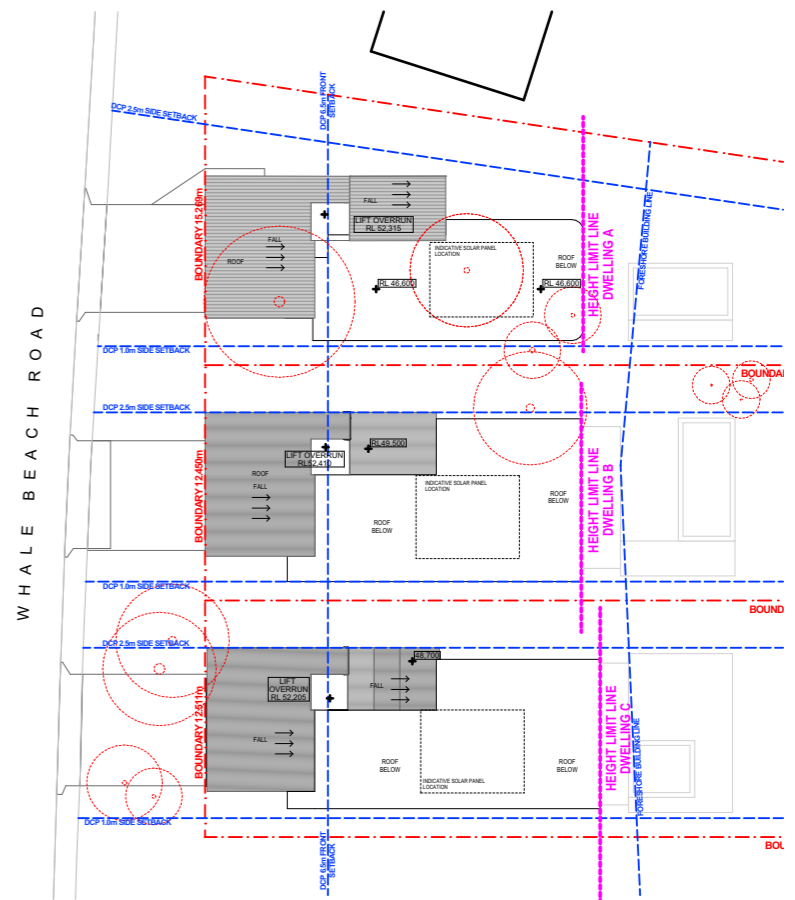 DCP 2.5m SIDE SETBACK
DCP 6.5m FRONT
SETBACK
WHALE BEACH ROAD
BOUNDARY 15,269m
FALL
LIFT OVERRUN
RL 52,315
FALL
ROOF
INDICATIVE SOLAR PANEL
LOCATION
ROOF
BELOW
RL 46,600
RL 46,600
HEIGHT LIMIT LINE
DWELLING A
FORESHORE BUILDING LINE
DCP 1.0m SIDE SETBACK
BOUNDA
DCP 2.5m SIDE SETBACK
BOUNDARY 12,450m
RL49,500
LIFT OVERRUN
RL52,410
ROOF
FALL
INDICATIVE SOLAR PANEL
LOCATION
ROOF
BELOW
ROOF
BELOW
HEIGHT LIMIT LINE
DWELLING B
DCP 1.0m SIDE SETBACK
BOUND
DCP 2.5m SIDE SETBACK
BOUNDARY 12,511m
48,700
LIFT
OVERRUN
RL 52,205
FALL
FALL
ROOF
BELOW
ROOF
BELOW
INDICATIVE SOLAR PANEL
LOCATION
HEIGHT LIMIT LINE
DWELLING C
FORESHORE BUILDING LINE
DCP 1.0m SIDE SETBACK
BOU
DCP 6.5m FRONT
SETBACK